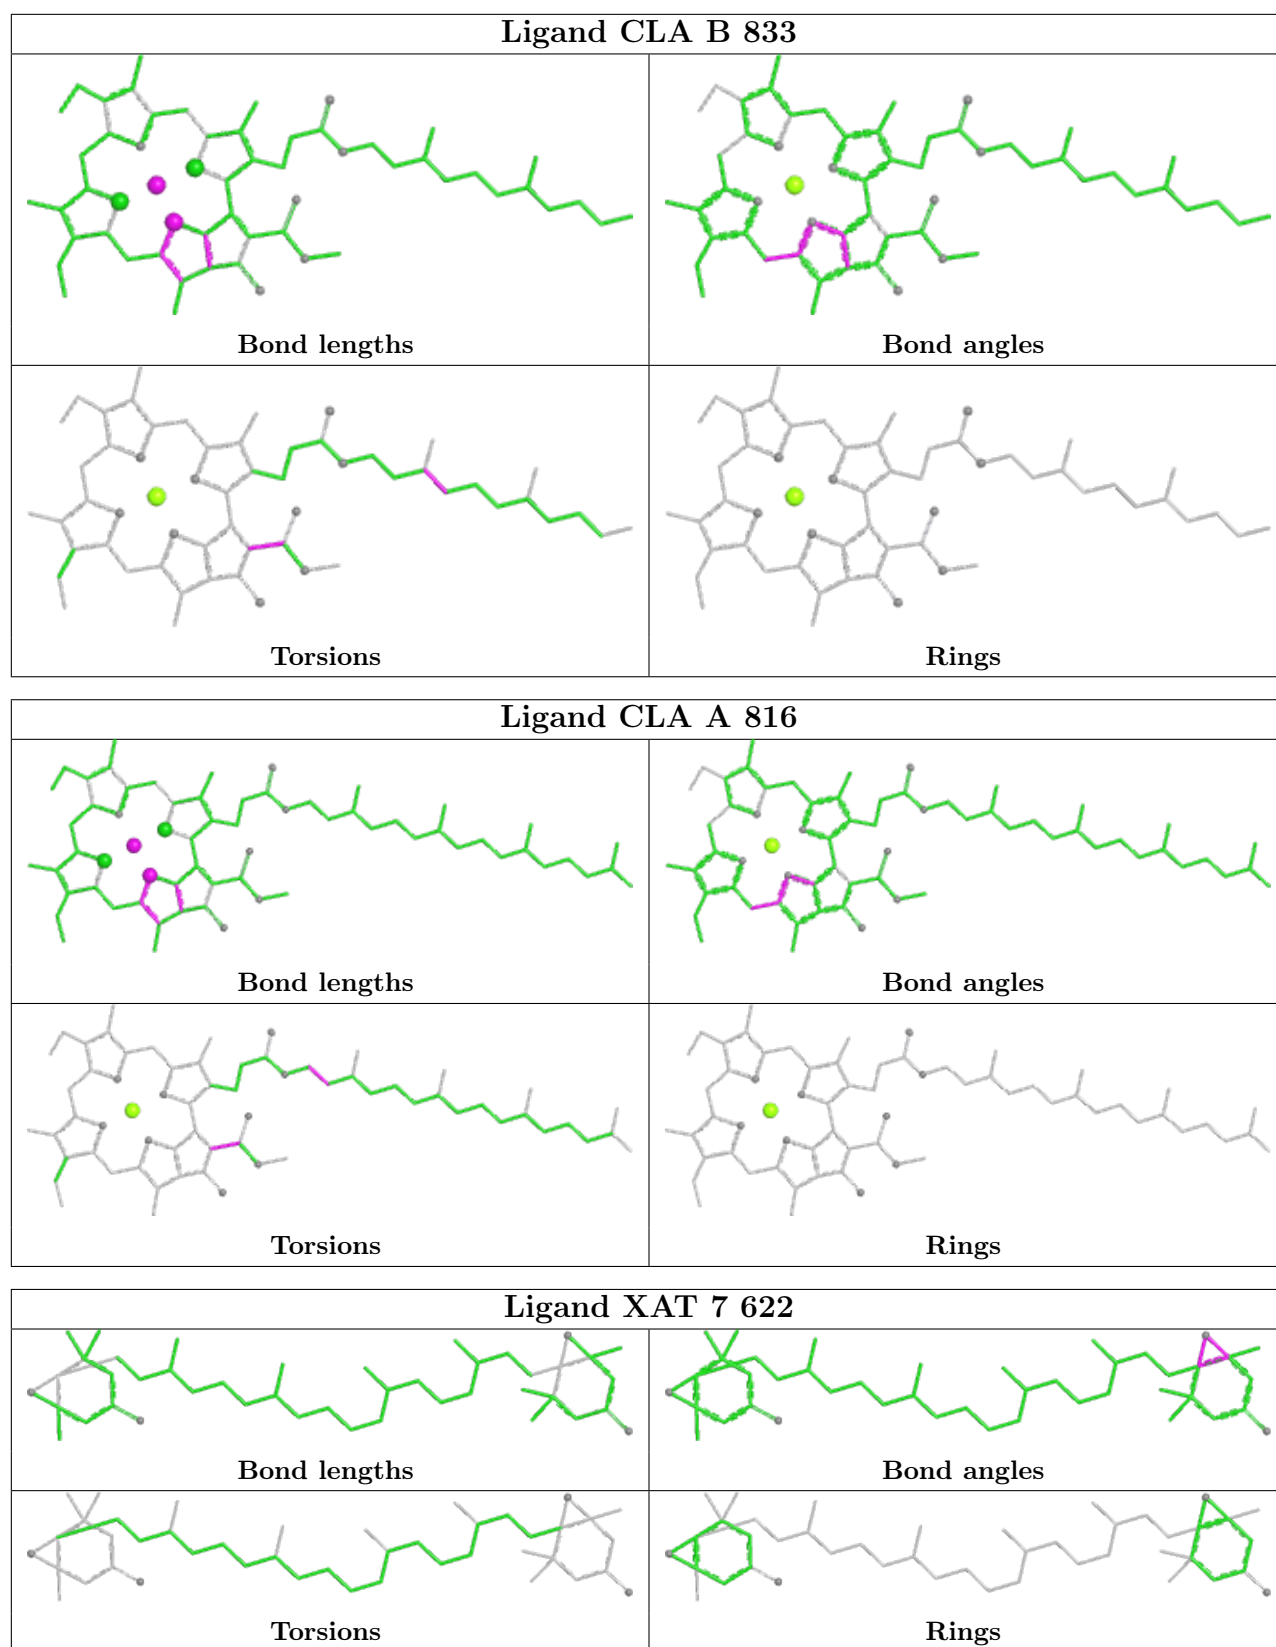 Ligand CLA B 833
Bond lengths
Bond angles
Torsions
Rings
Ligand CLA A 816
Bond lengths
Bond angles
Torsions
Rings
Ligand XAT 7 622
Bond lengths
Bond angles
Torsions
Rings